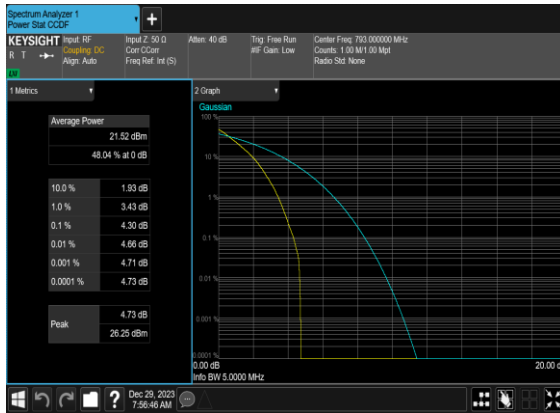 Spectrum Analyzer 1
Power Stat CCDF
KEYSIGHT
R T
LXI
Input: RF
Coupling: DC
Align: Auto
Input Z: 50 Ω
Corr CCorr
Freq Ref: Int (S)
Atten: 40 dB
Trig: Free Run
#IF Gain: Low
Center Freq: 793.000000 MHz
Counts: 1.00 M/1.00 Mpt
Radio Std: None
1 Metrics
Average Power
21.52 dBm
48.04 % at 0 dB
10.0 % 1.93 dB
1.0 % 3.43 dB
0.1 % 4.30 dB
0.01 % 4.66 dB
0.001 % 4.71 dB
0.0001 % 4.73 dB
Peak
4.73 dB
26.25 dBm
2 Graph
Gaussian
100 %
10 %
1 %
0.1 %
0.01 %
0.001 %
0.0001 %
0.00 dB
20.00 d
Info BW 5.0000 MHz
Dec 29, 2023
7:56:46 AM